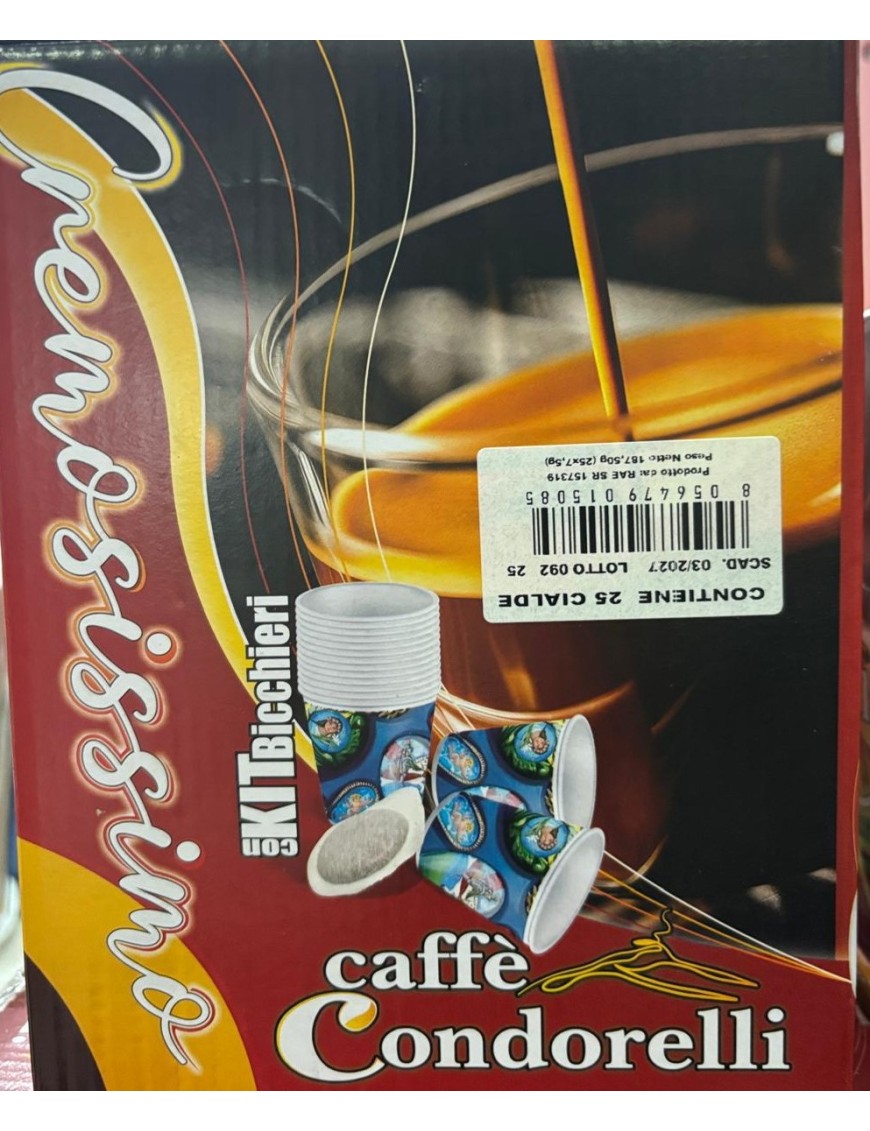 Cremosissimo
con KIT Bicchieri
CONTIENE 25 CIALDE
SCAD. 03/2027 LOTTO 092 25
8 056479 015085
Prodotto da: RAE SR 157319
Peso Netto 187,50g (25x7,5g)
caffè
Condorelli